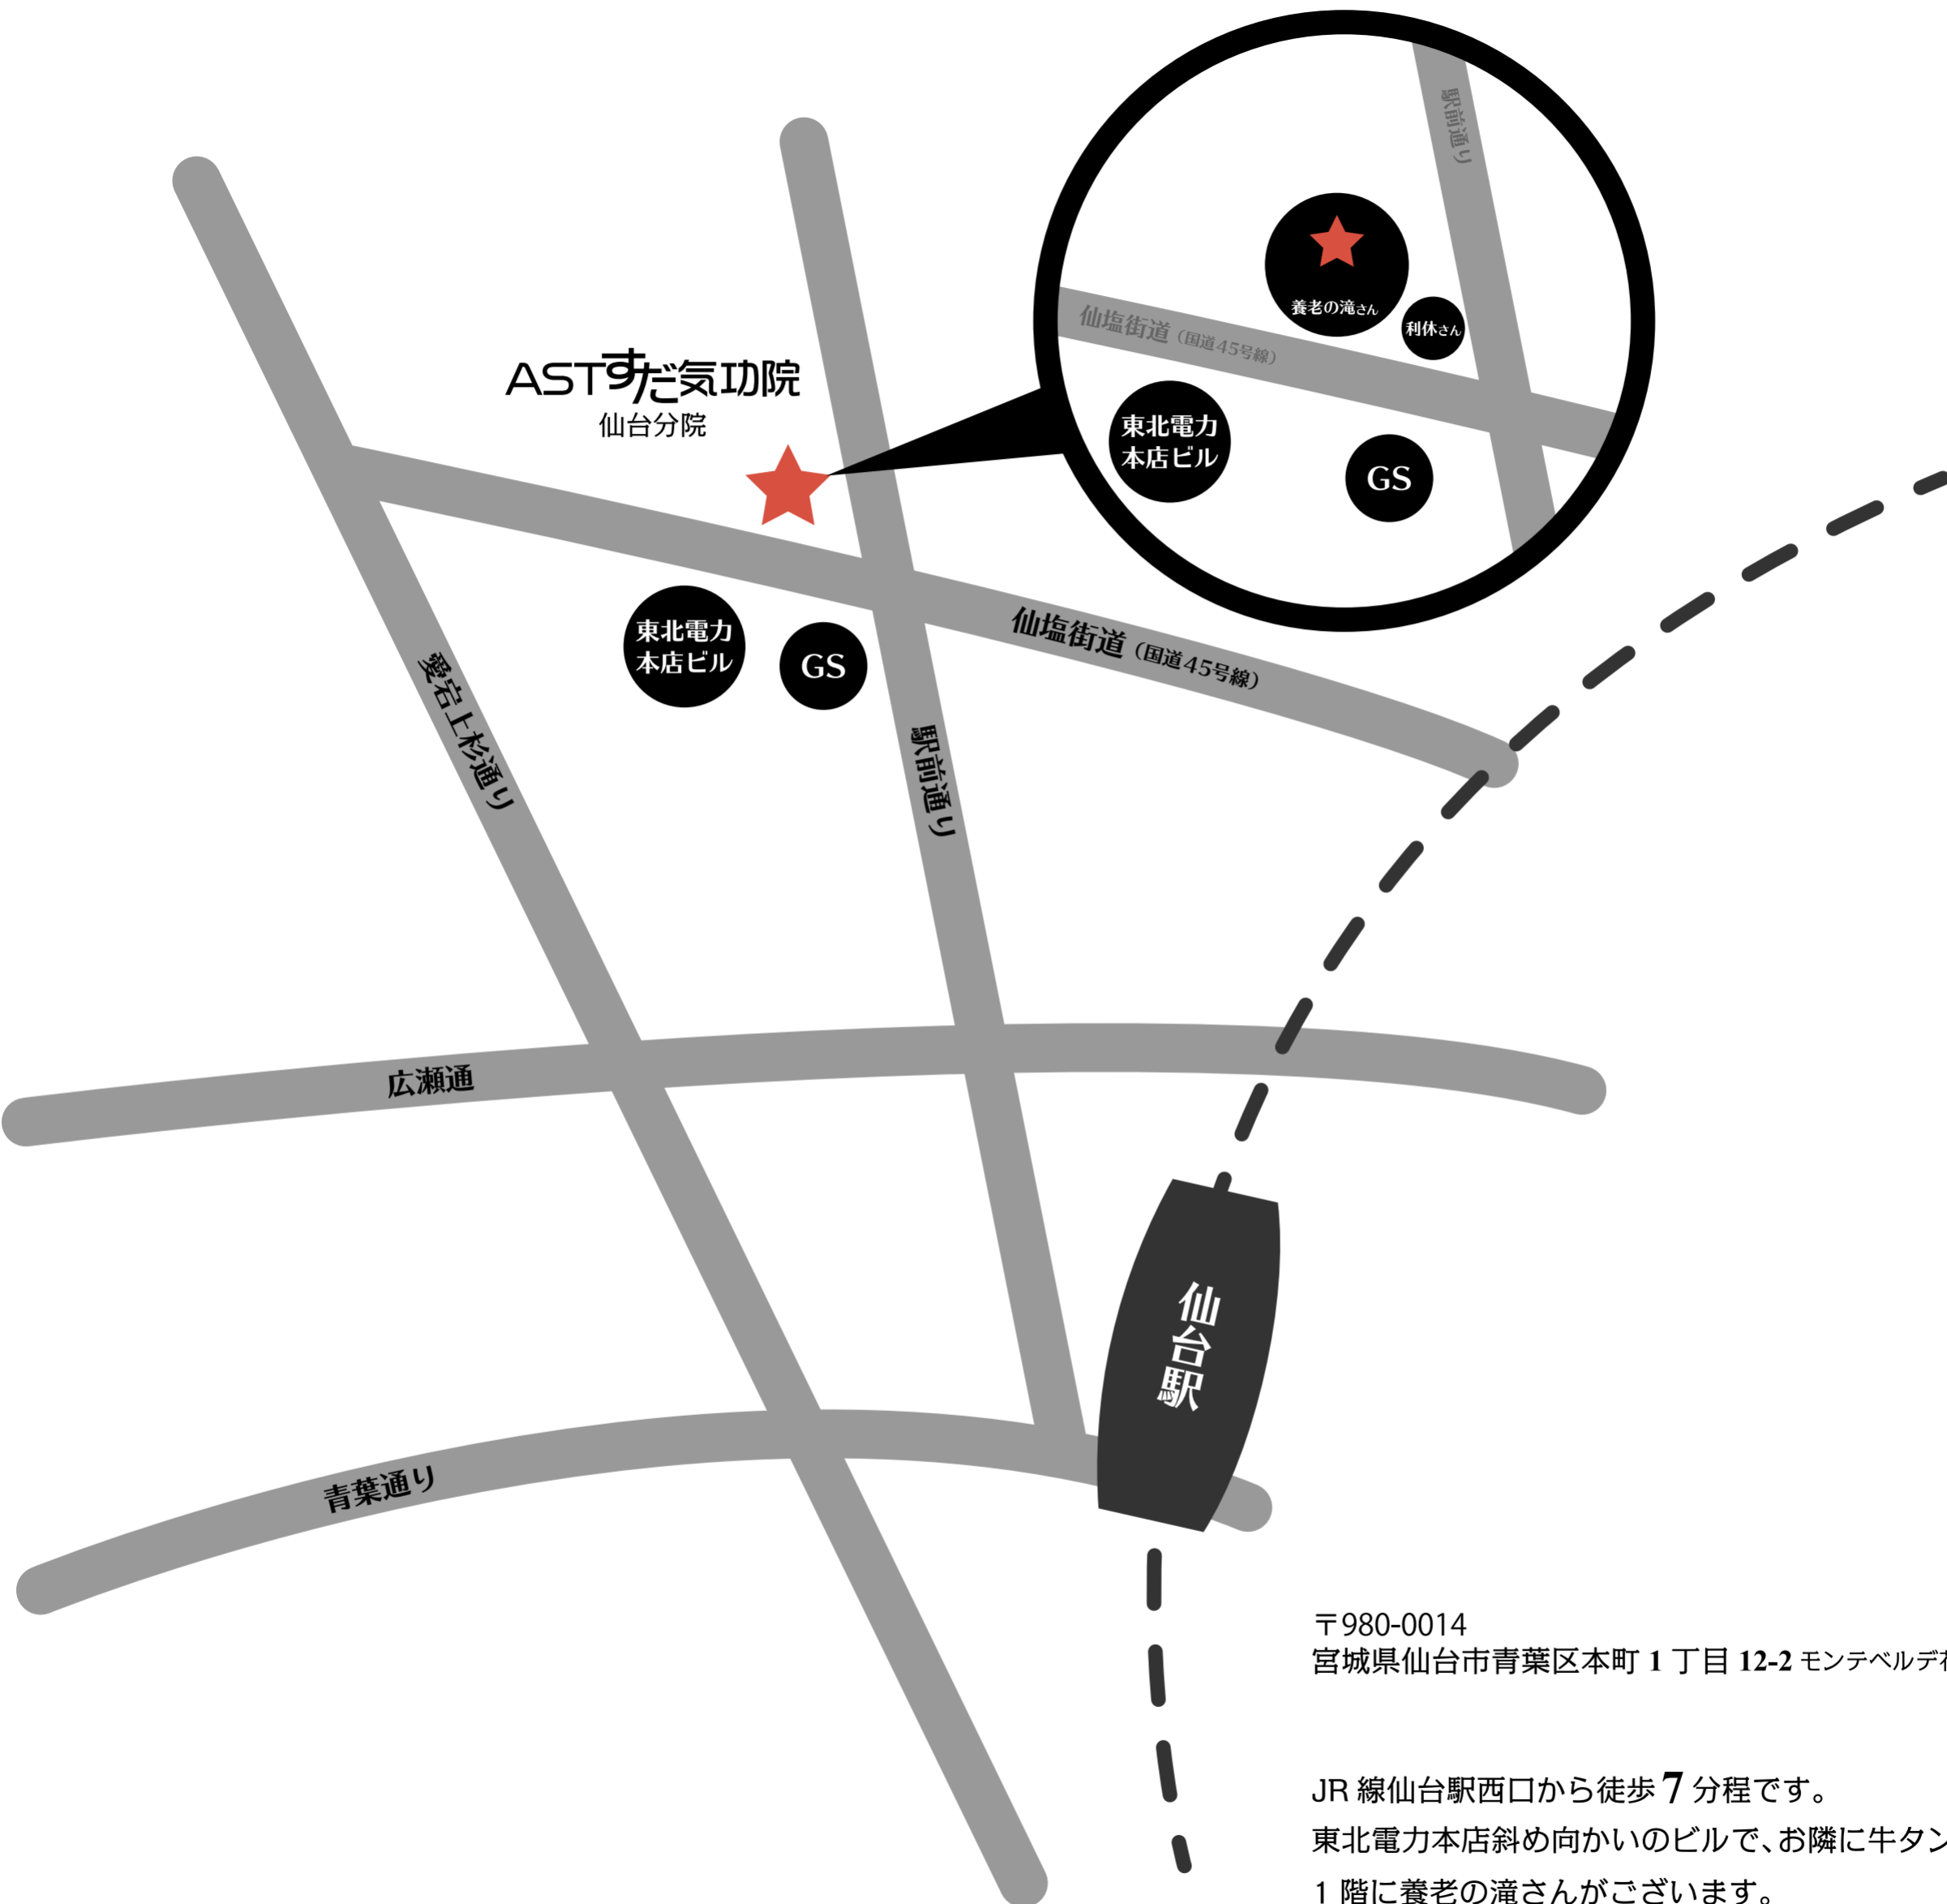 駅前通り
養老の滝さん
利休さん
仙塩街道（国道45号線）
東北電力
本店ビル
GS
ASTすだ気功院
仙台分院
東北電力
本店ビル
GS
仙塩街道（国道45号線）
愛宕上杉通り
駅前通り
広瀬通
仙台駅
青葉通り
〒980-0014
宮城県仙台市青葉区本町 1 丁目 12-2 モンテベルデ
JR 線仙台駅西口から徒歩 7 分程です。
東北電力本店斜め向かいのビルで、お隣に牛タン
1 階に養老の滝さんがございます。